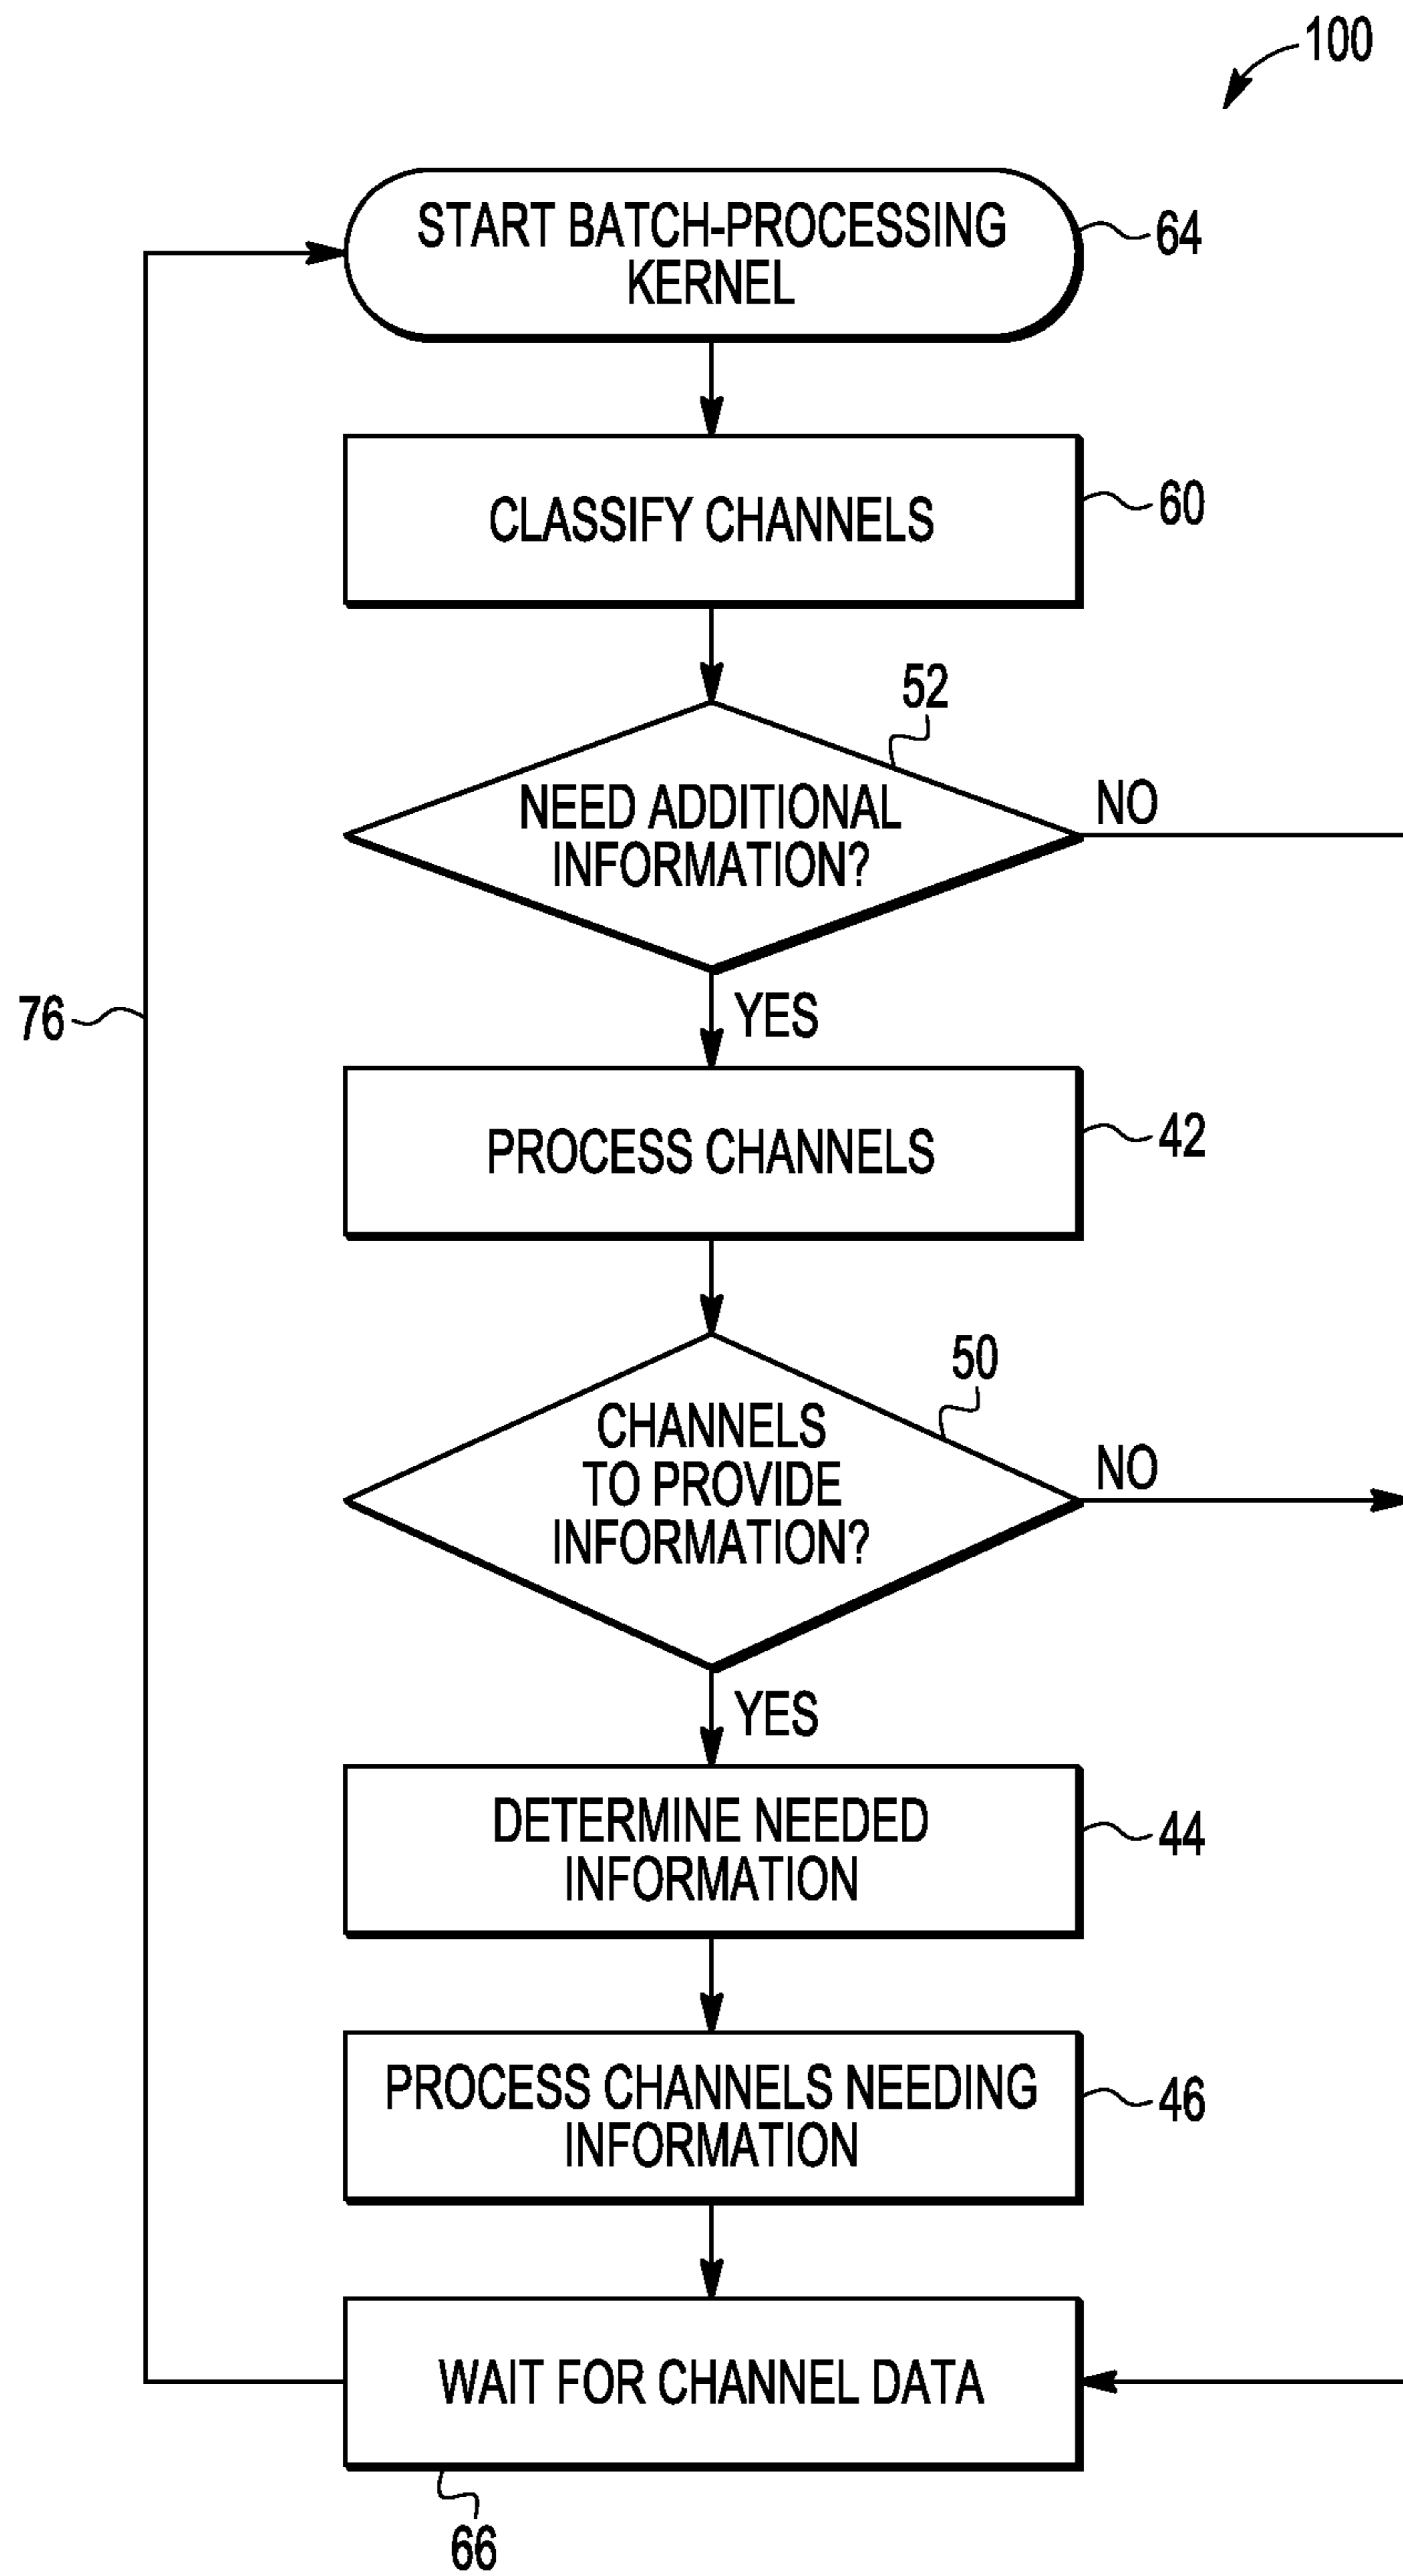 100
START BATCH-PROCESSING
KERNEL
64
CLASSIFY CHANNELS
60
52
NEED ADDITIONAL
INFORMATION?
NO
76
YES
PROCESS CHANNELS
42
50
CHANNELS
TO PROVIDE
INFORMATION?
NO
YES
DETERMINE NEEDED
INFORMATION
44
PROCESS CHANNELS NEEDING
INFORMATION
46
WAIT FOR CHANNEL DATA
66